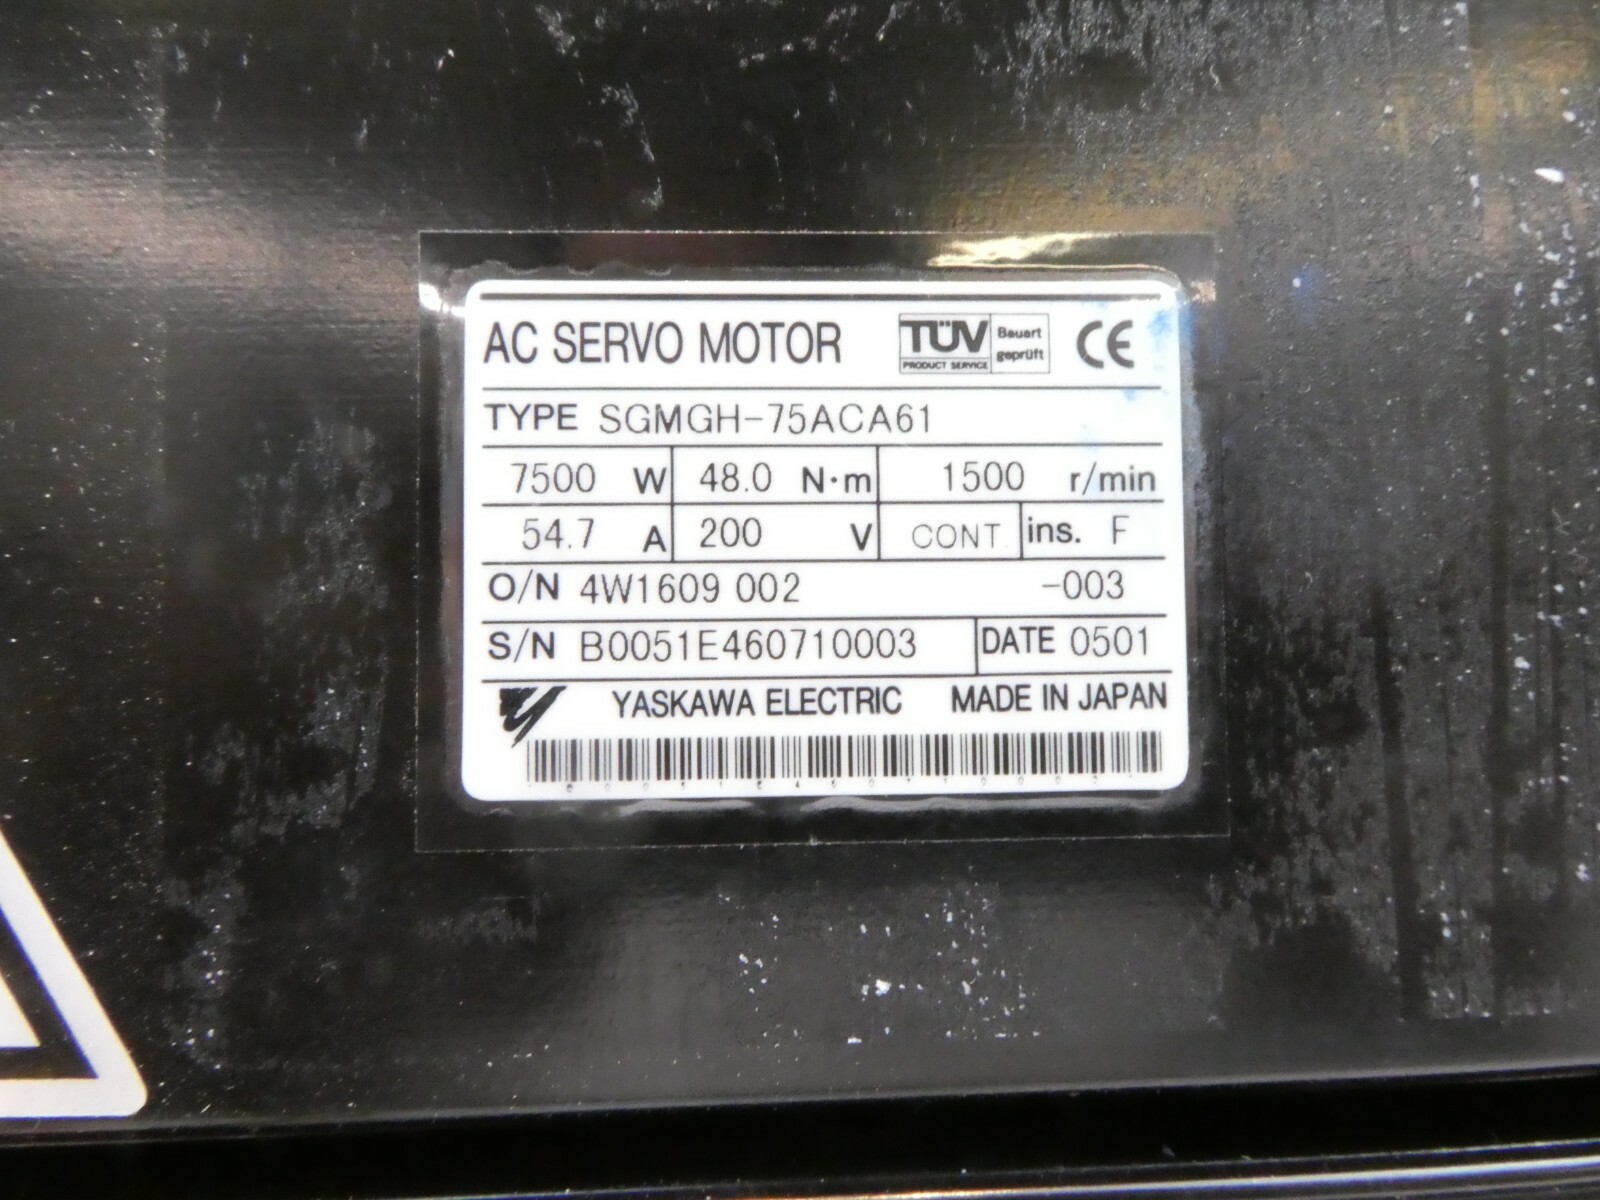 AC SERVO MOTOR TÜV PRODUCT SERVICE Bauart geprüft CE
TYPE SGMGH-75ACA61
7500 W 48.0 N·m 1500 r/min
54.7 A 200 V CONT. ins. F
O/N 4W1609 002 -003
S/N B0051E460710003 DATE 0501
YASKAWA ELECTRIC MADE IN JAPAN